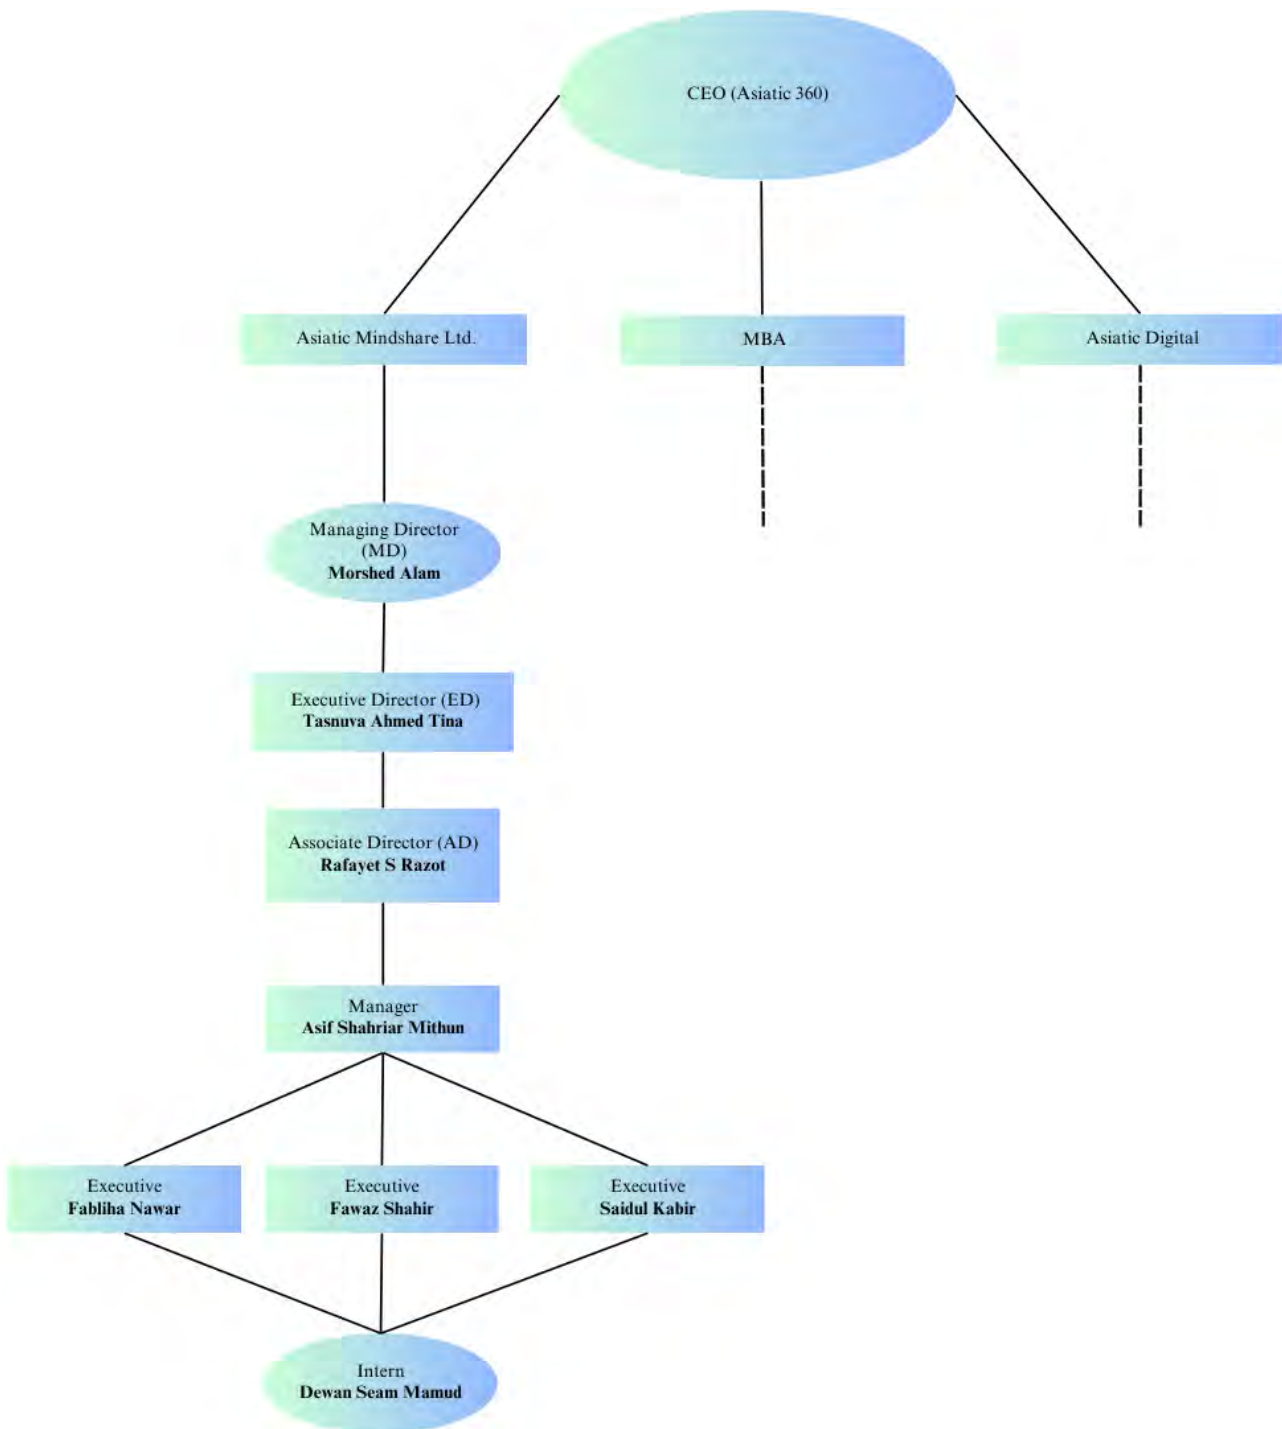 CEO (Asiatic 360)
Asiatic Mindshare Ltd.
MBA
Asiatic Digital
Managing Director
(MD)
Morshed Alam
Executive Director (ED)
Tasnuva Ahmed Tina
Associate Director (AD)
Rafayet S Razot
Manager
Asif Shahriar Mithun
Executive
Fabliha Nawar
Executive
Fawaz Shahir
Executive
Saidul Kabir
Intern
Dewan Seam Mamud